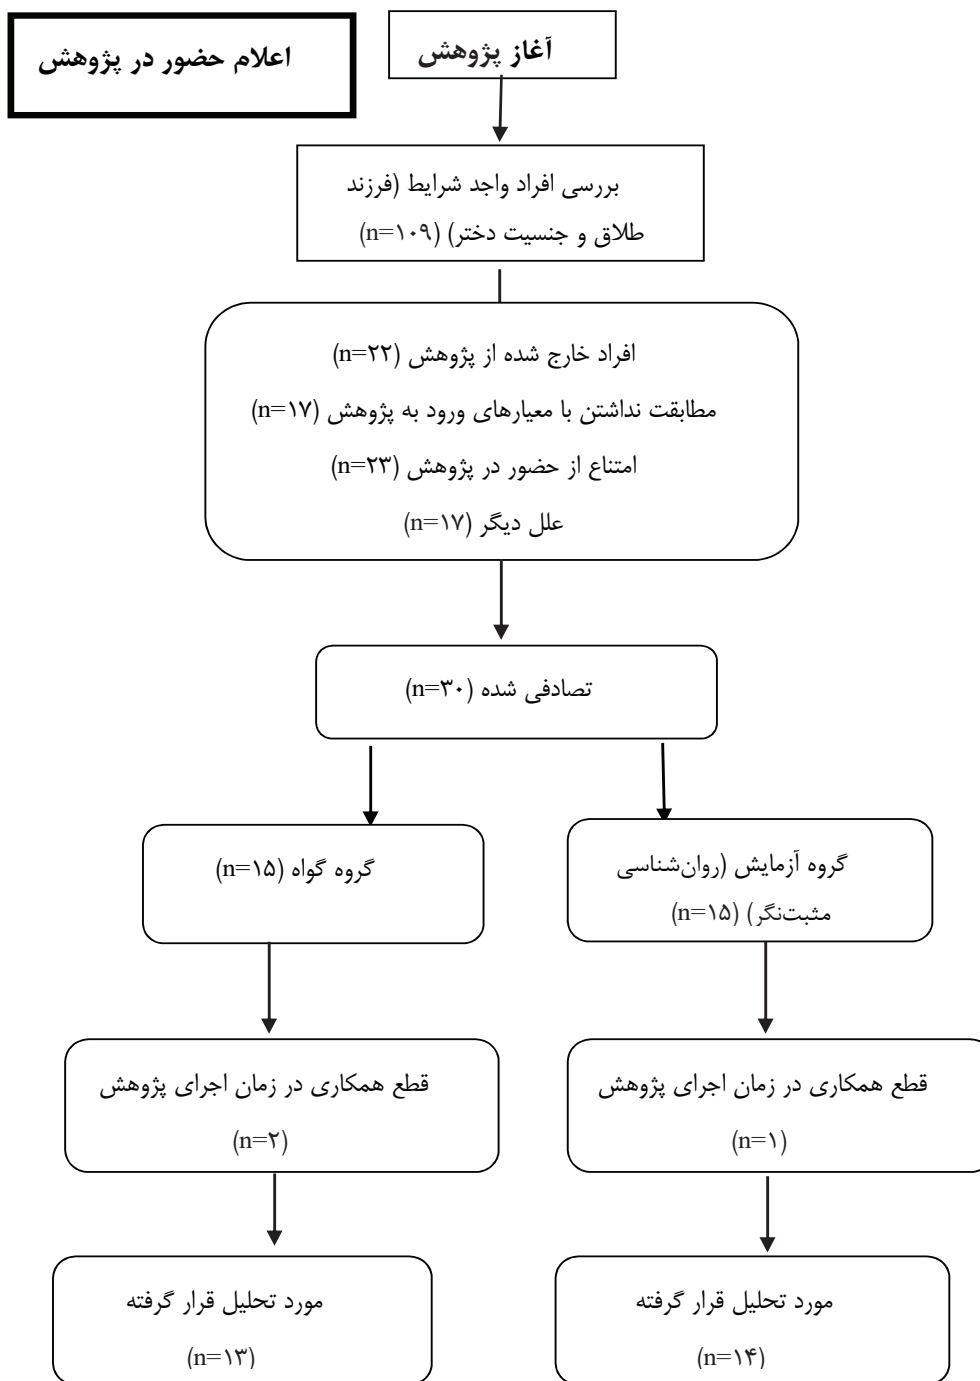 اعلام حضور در پژوهش
آغاز پژوهش
بررسی افراد واجد شرایط (فرزند
طلاق و جنسیت دختر) (n=۱۰۹)
افراد خارج شده از پژوهش (n=۲۲)
مطابقت نداشتن با معیارهای ورود به پژوهش (n=۱۷)
امتناع از حضور در پژوهش (n=۲۳)
علل دیگر (n=۱۷)
تصادفی شده (n=۳۰)
گروه آزمایش (روان‌شناسی
مثبت‌نگر) (n=۱۵)
گروه گواه (n=۱۵)
قطع همکاری در زمان اجرای پژوهش
(n=۱)
قطع همکاری در زمان اجرای پژوهش
(n=۲)
مورد تحلیل قرار گرفته
(n=۱۴)
مورد تحلیل قرار گرفته
(n=۱۳)